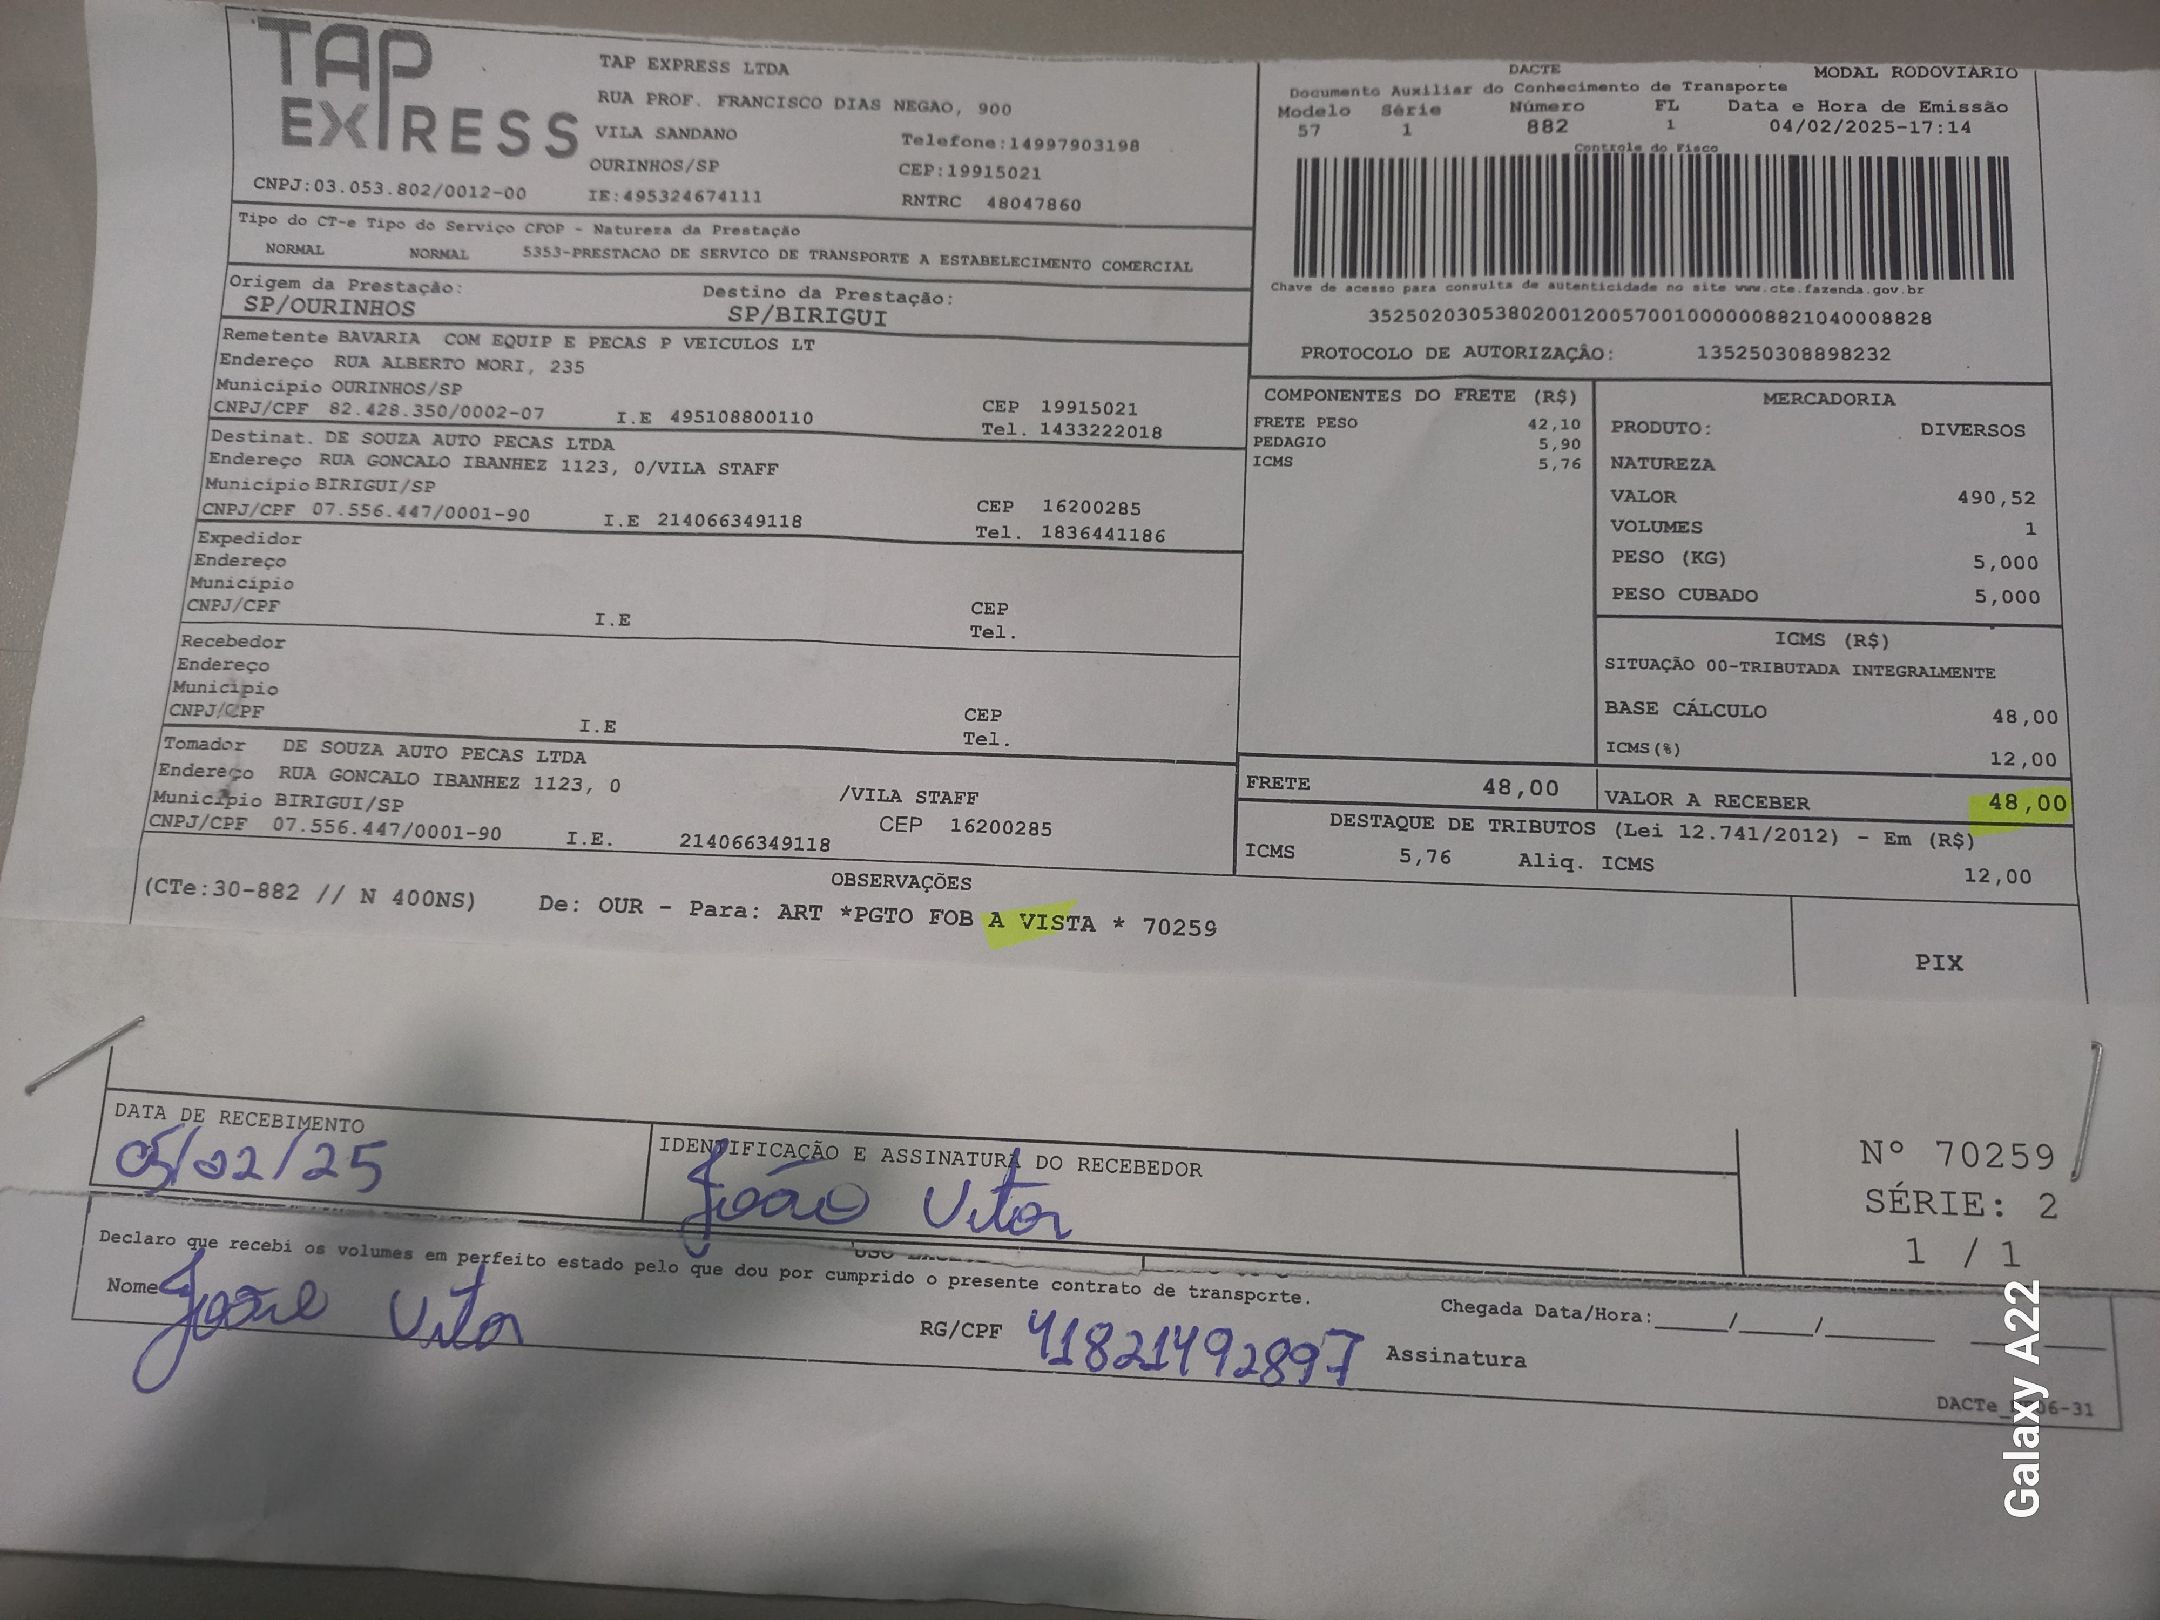 TAP EXPRESS
TAP EXPRESS LTDA
RUA PROF. FRANCISCO DIAS NEGAO, 900
VILA SANDANO
Telefone:14997903198
OURINHOS/SP
CEP:19915021
CNPJ:03.053.802/0012-00
IE:495324674111
RNTRC 48047860
Tipo do CT-e Tipo do Serviço CFOP - Natureza da Prestação
NORMAL NORMAL 5353-PRESTACAO DE SERVICO DE TRANSPORTE A ESTABELECIMENTO COMERCIAL
Origem da Prestação: Destino da Prestação:
SP/OURINHOS SP/BIRIGUI
DACTE MODAL RODOVIÁRIO
Documento Auxiliar do Conhecimento de Transporte
Modelo Série Número FL Data e Hora de Emissão
57 1 882 1 04/02/2025-17:14
Controle do Fisco
Chave de acesso para consulta de autenticidade no site www.cte.fazenda.gov.br
35250203053802001200570010000008821040008828
PROTOCOLO DE AUTORIZAÇÃO: 135250308898232
Remetente BAVARIA COM EQUIP E PECAS P VEICULOS LT
Endereço RUA ALBERTO MORI, 235
Município OURINHOS/SP
CEP 19915021
CNPJ/CPF 82.428.350/0002-07 I.E 495108800110 Tel. 1433222018
Destinat. DE SOUZA AUTO PECAS LTDA
Endereço RUA GONCALO IBANHEZ 1123, 0/VILA STAFF
Município BIRIGUI/SP
CEP 16200285
CNPJ/CPF 07.556.447/0001-90 I.E 214066349118 Tel. 1836441186
Expedidor
Endereço
Município
CEP
CNPJ/CPF I.E Tel.
Recebedor
Endereço
Município
CEP
CNPJ/CPF I.E Tel.
Tomador DE SOUZA AUTO PECAS LTDA
Endereço RUA GONCALO IBANHEZ 1123, 0 /VILA STAFF
Município BIRIGUI/SP CEP 16200285
CNPJ/CPF 07.556.447/0001-90 I.E. 214066349118
COMPONENTES DO FRETE (R$)
FRETE PESO 42,10
PEDAGIO 5,90
ICMS 5,76
MERCADORIA
PRODUTO: DIVERSOS
NATUREZA
VALOR 490,52
VOLUMES 1
PESO (KG) 5,000
PESO CUBADO 5,000
ICMS (R$)
SITUAÇÃO 00-TRIBUTADA INTEGRALMENTE
BASE CÁLCULO 48,00
ICMS(%) 12,00
FRETE 48,00 VALOR A RECEBER 48,00
DESTAQUE DE TRIBUTOS (Lei 12.741/2012) - Em (R$)
ICMS 5,76 Aliq. ICMS 12,00
OBSERVAÇÕES
(CTe:30-882 // N 400NS) De: OUR - Para: ART *PGTO FOB A VISTA * 70259
PIX
DATA DE RECEBIMENTO
05/02/25
IDENTIFICAÇÃO E ASSINATURA DO RECEBEDOR
João Vitor
Nº 70259
SÉRIE: 2
1 / 1
Declaro que recebi os volumes em perfeito estado pelo que dou por cumprido o presente contrato de transporte.
Nome João Vitor
RG/CPF 41821492897
Chegada Data/Hora:____/____/______
Assinatura
Galaxy A22